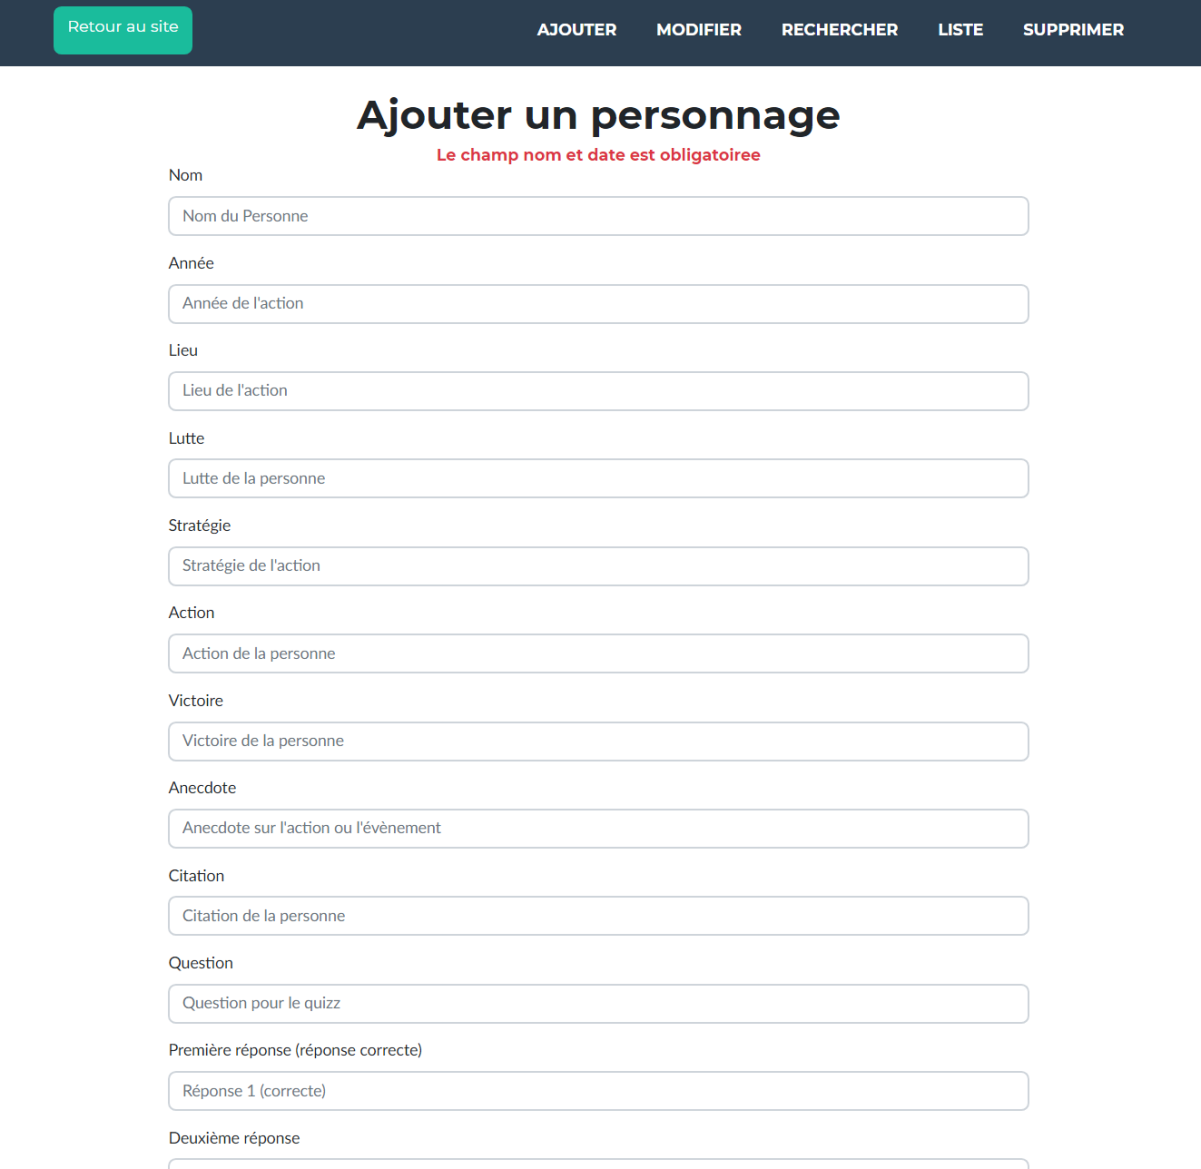 Retour au site
AJOUTER MODIFIER RECHERCHER LISTE SUPPRIMER
Ajouter un personnage
Le champ nom et date est obligatoiree
Nom
Nom du Personne
Année
Année de l'action
Lieu
Lieu de l'action
Lutte
Lutte de la personne
Stratégie
Stratégie de l'action
Action
Action de la personne
Victoire
Victoire de la personne
Anecdote
Anecdote sur l'action ou l'évènement
Citation
Citation de la personne
Question
Question pour le quizz
Première réponse (réponse correcte)
Réponse 1 (correcte)
Deuxième réponse